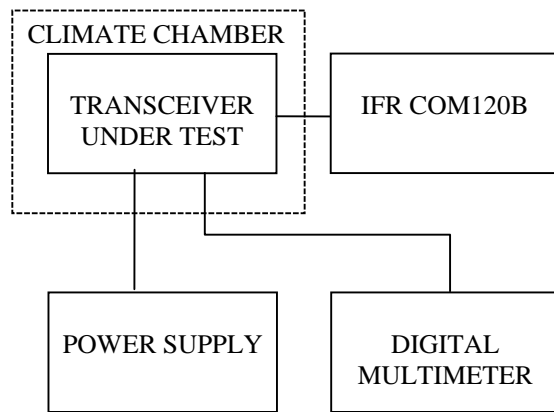 CLIMATE CHAMBER
TRANSCEIVER
UNDER TEST
IFR COM120B
POWER SUPPLY
DIGITAL
MULTIMETER